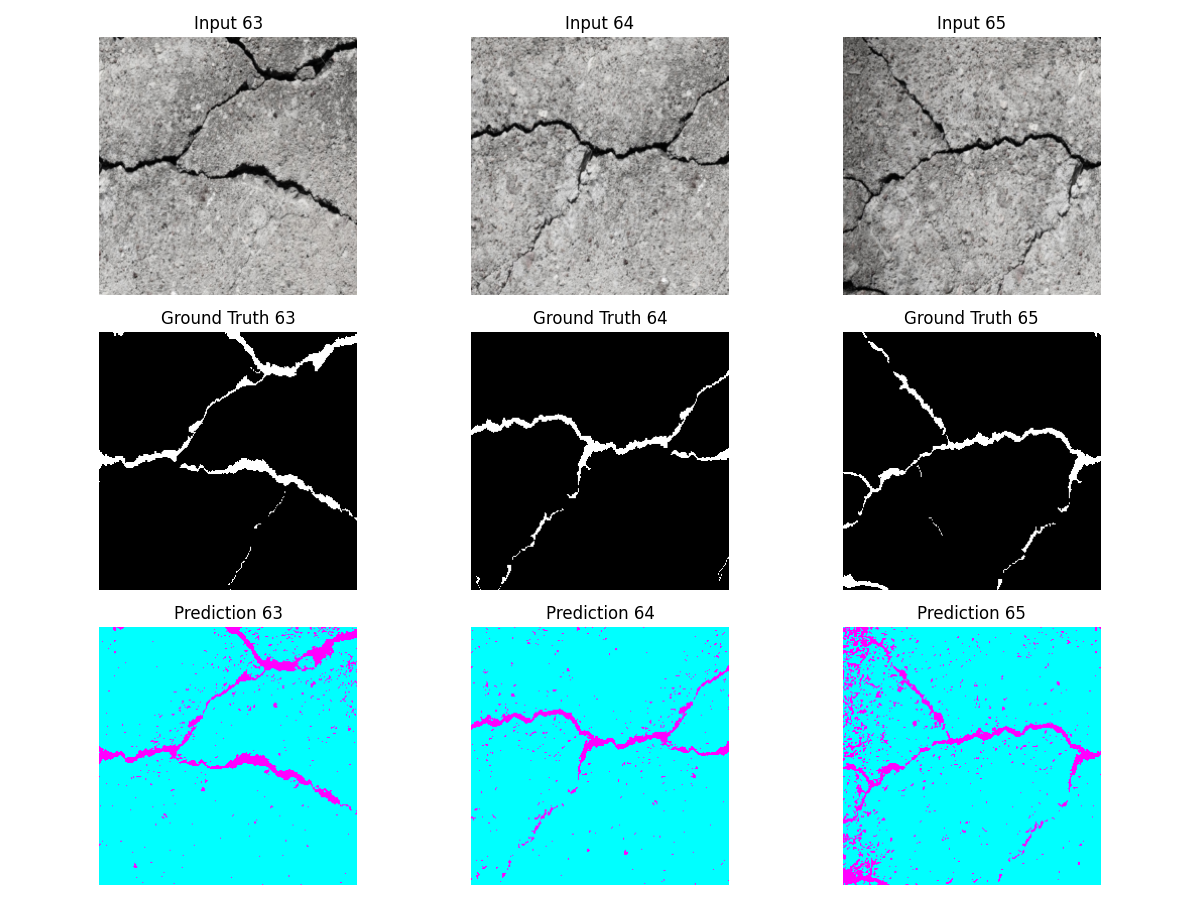 Input 63
Input 64
Input 65
Ground Truth 63
Ground Truth 64
Ground Truth 65
Prediction 63
Prediction 64
Prediction 65